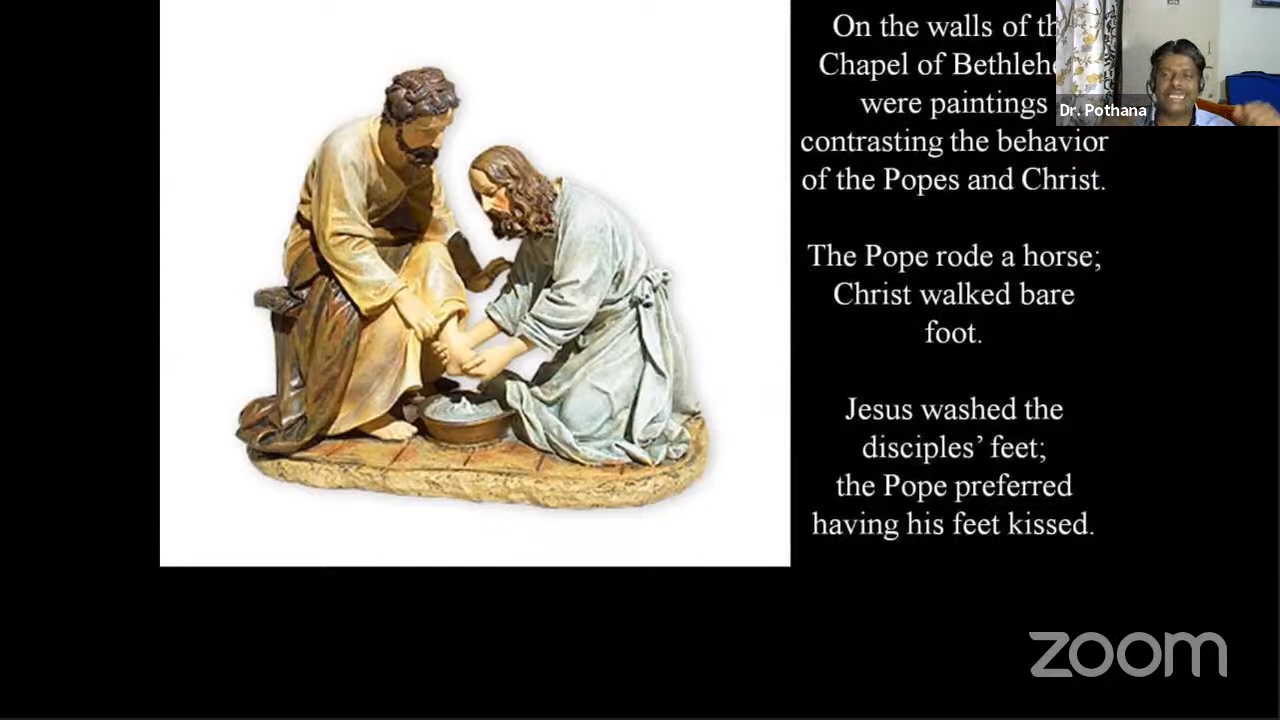 On the walls of th
Chapel of Bethlehe
were paintings
contrasting the behavior
of the Popes and Christ.
The Pope rode a horse;
Christ walked bare
foot.
Jesus washed the
disciples’ feet;
the Pope preferred
having his feet kissed.
Dr. Pothana
zoom